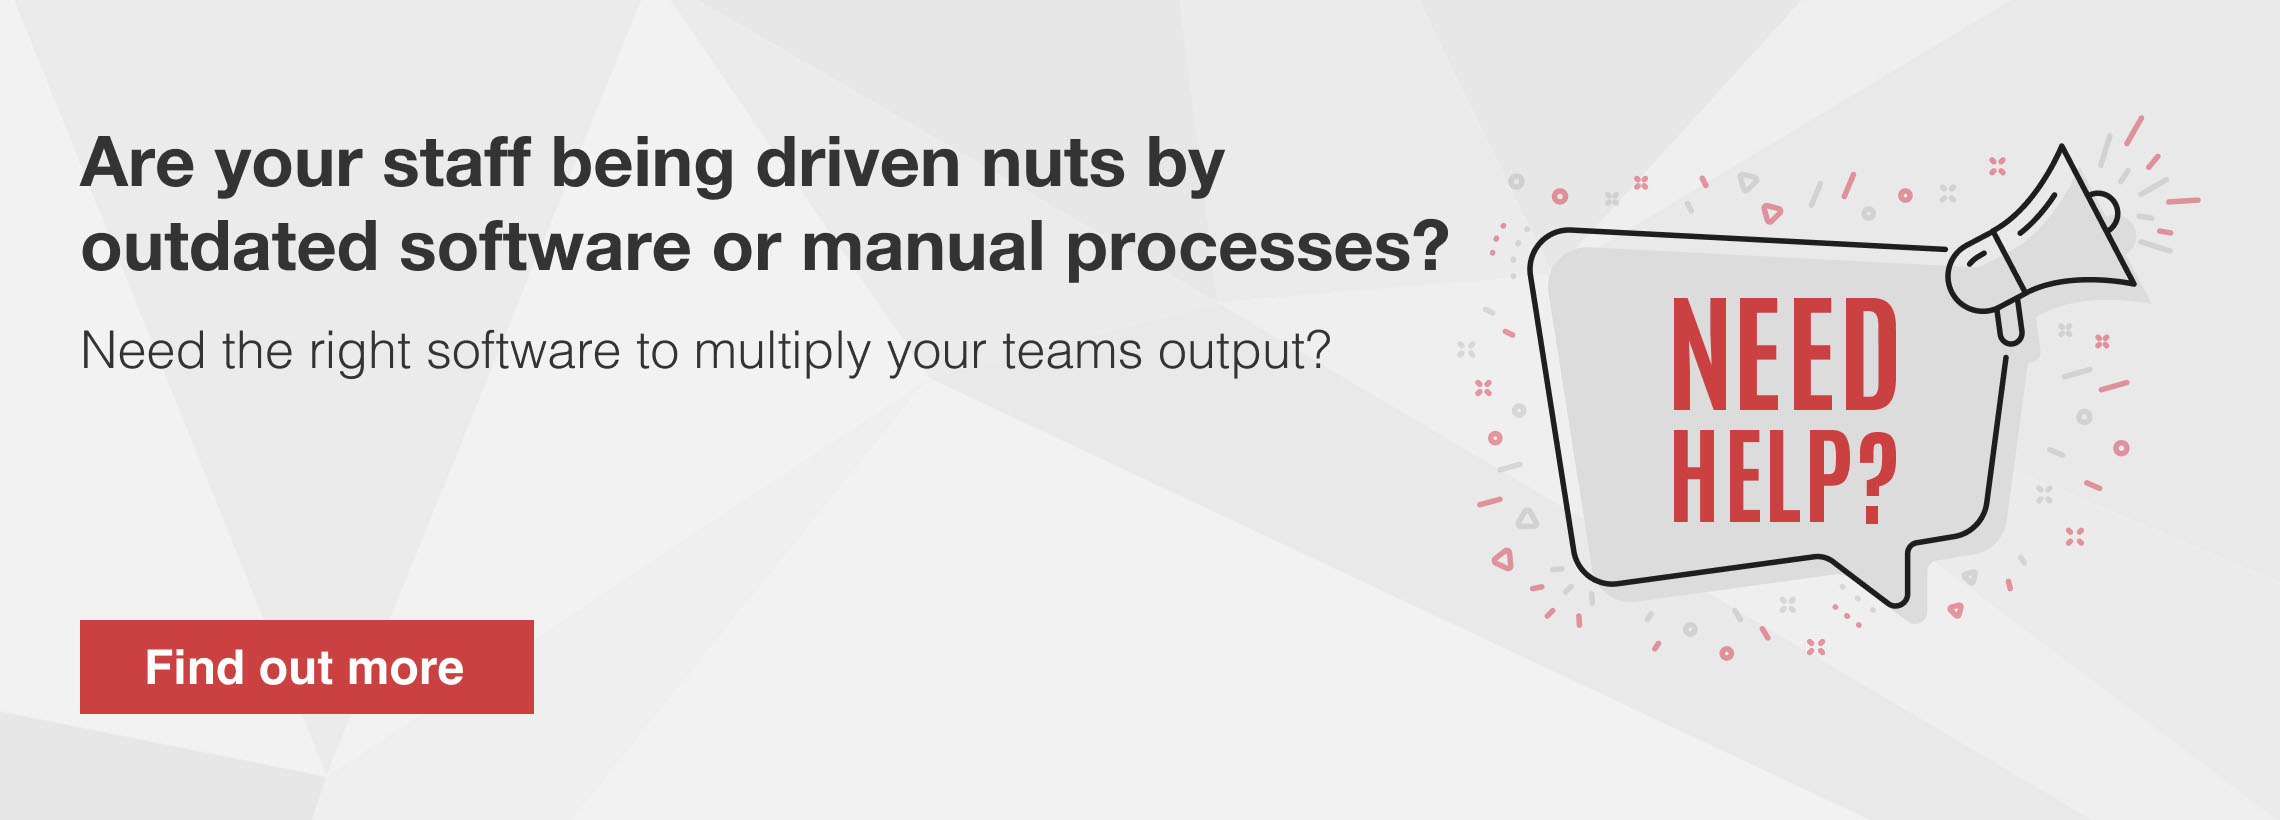 Are your staff being driven nuts by
outdated software or manual processes?
Need the right software to multiply your teams output?
NEED
HELP?
Find out more